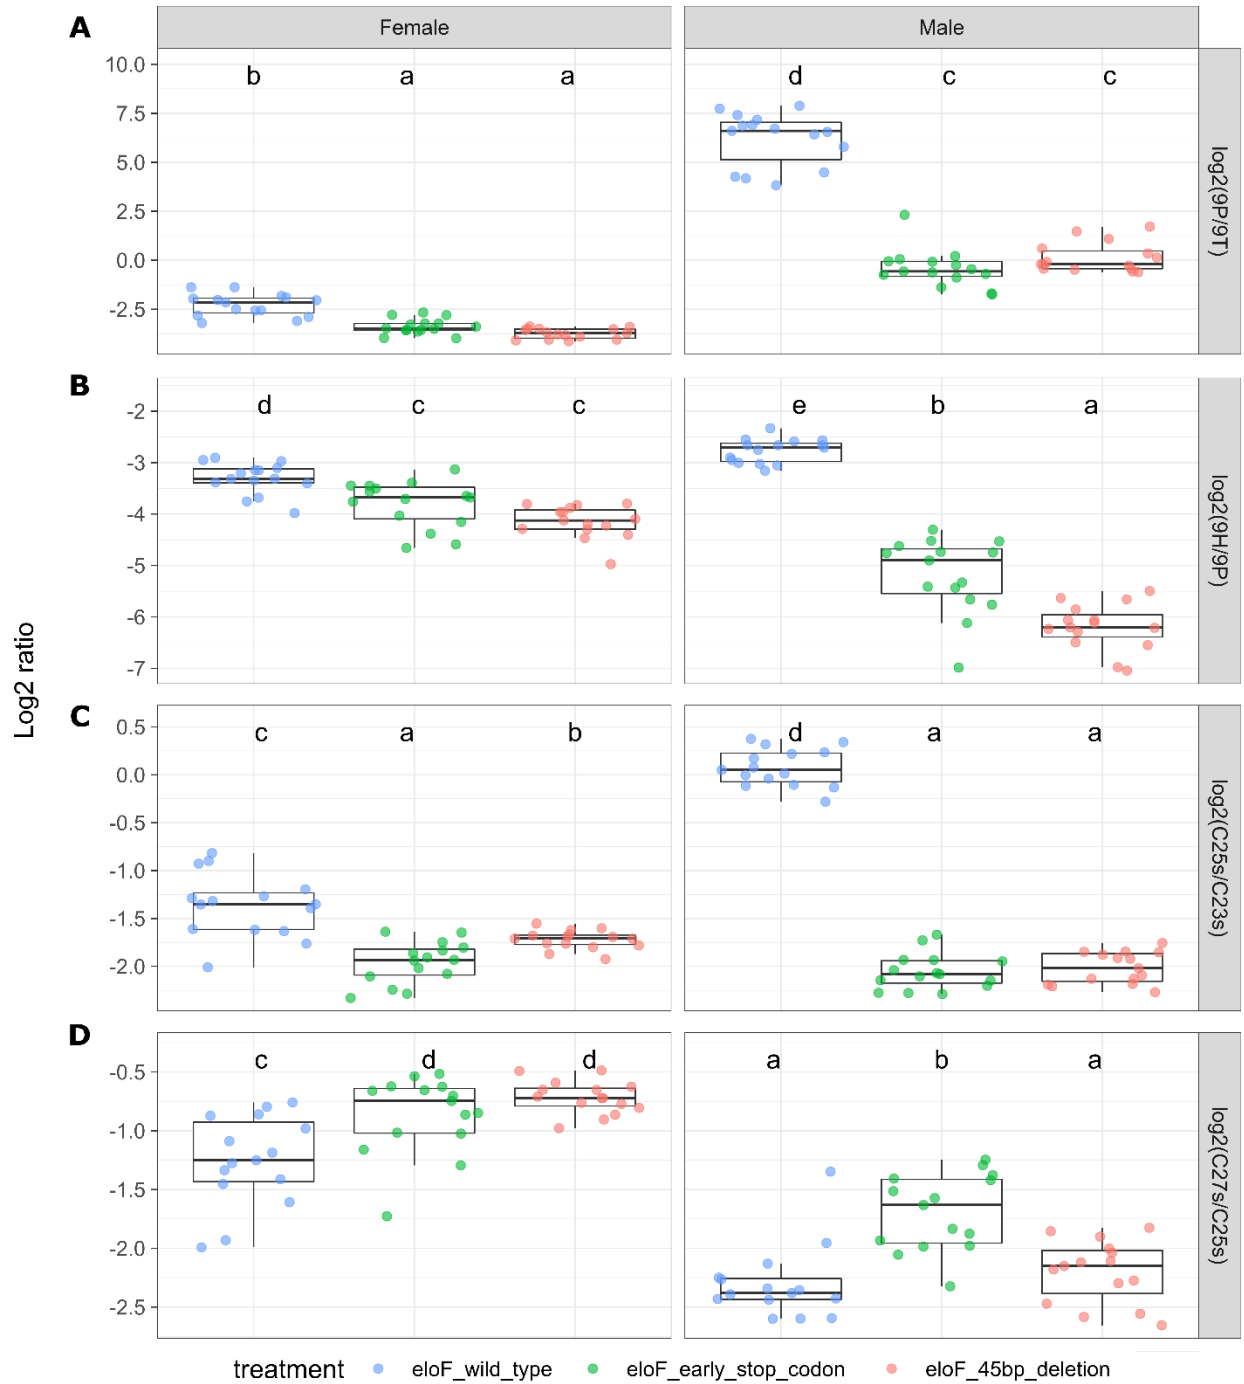 A
Female
Male
10.0
7.5
5.0
2.5
0.0
-2.5
b
a
a
d
c
c
log2(9P/9T)
B
-2
-3
-4
-5
-6
-7
d
c
c
e
b
a
log2(9H/9P)
Log2 ratio
C
0.5
0.0
-0.5
-1.0
-1.5
-2.0
c
a
b
d
a
a
log2(C25s/C23s)
D
-0.5
-1.0
-1.5
-2.0
-2.5
c
d
d
a
b
a
log2(C27s/C25s)
treatment eloF_wild_type eloF_early_stop_codon eloF_45bp_deletion